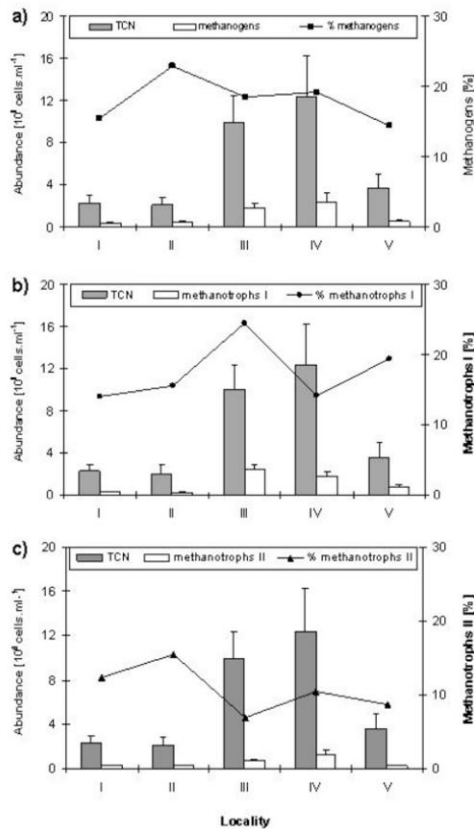 a)
TCN methanogens % methanogens
Abundance [10⁸ cells.ml⁻¹]
20
16
12
8
4
0
30
20
10
0
Methanogens [%]
I II III IV V
b)
TCN methanotrophs I % methanotrophs I
Abundance [10⁸ cells.ml⁻¹]
20
16
12
8
4
0
30
20
10
0
Methanotrophs I [%]
I II III IV V
c)
TCN methanotrophs II % methanotrophs II
Abundance [10⁸ cells.ml-¹]
20
16
12
8
4
0
30
20
10
0
Methanotrophs II [%]
I II III IV V
Locality